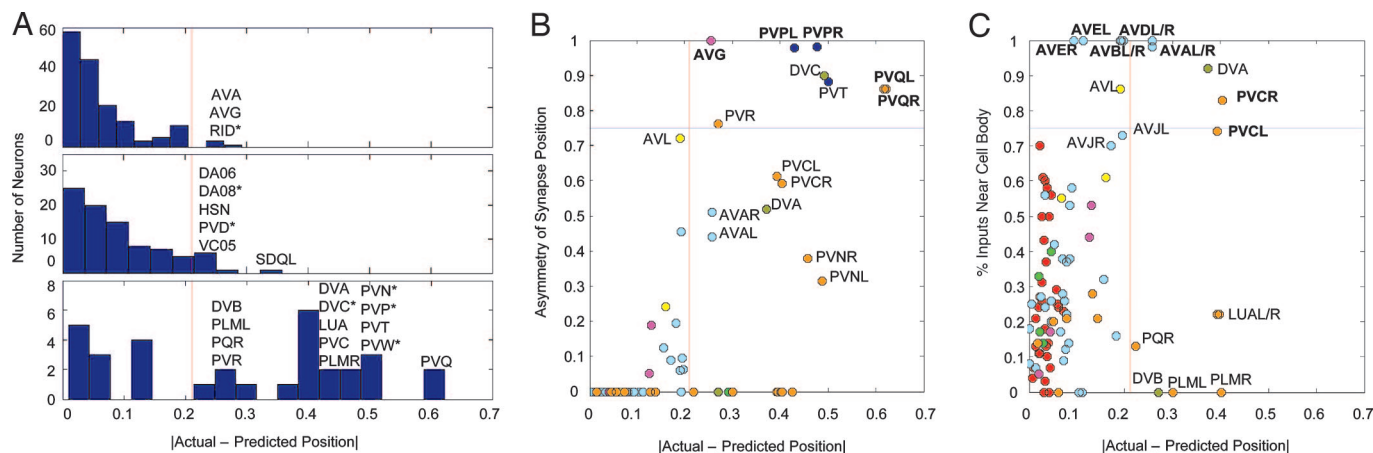 A
Number of Neurons
60
40
20
0
AVA
AVG
RID*
30
20
10
0
DA06
DA08*
HSN
PVD*
VC05
SDQL
8
6
4
2
0
DVB
PLML
PQR
PVR
DVA
DVC*
LUA
PVC
PLMR
PVN*
PVP*
PVT
PVW*
PVQ
0 0.1 0.2 0.3 0.4 0.5 0.6 0.7
|Actual – Predicted Position|
B
Asymmetry of Synapse Position
1
0.9
0.8
0.7
0.6
0.5
0.4
0.3
0.2
0.1
0
AVG
PVPL PVPR
DVC
PVT
PVQL
PVQR
PVR
AVL
PVCL
PVCR
DVA
AVAR
AVAL
PVNR
PVNL
0 0.1 0.2 0.3 0.4 0.5 0.6 0.7
|Actual – Predicted Position|
C
% Inputs Near Cell Body
1
0.9
0.8
0.7
0.6
0.5
0.4
0.3
0.2
0.1
0
AVEL AVDL/R
AVER AVBL/R AVAL/R
DVA
AVL
PVCR
PVCL
AVJL
AVJR
LUAL/R
PQR
DVB PLML PLMR
0 0.1 0.2 0.3 0.4 0.5 0.6 0.7
|Actual – Predicted Position|